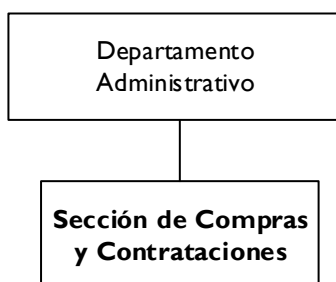 Departamento
Administrativo
Sección de Compras
y Contrataciones